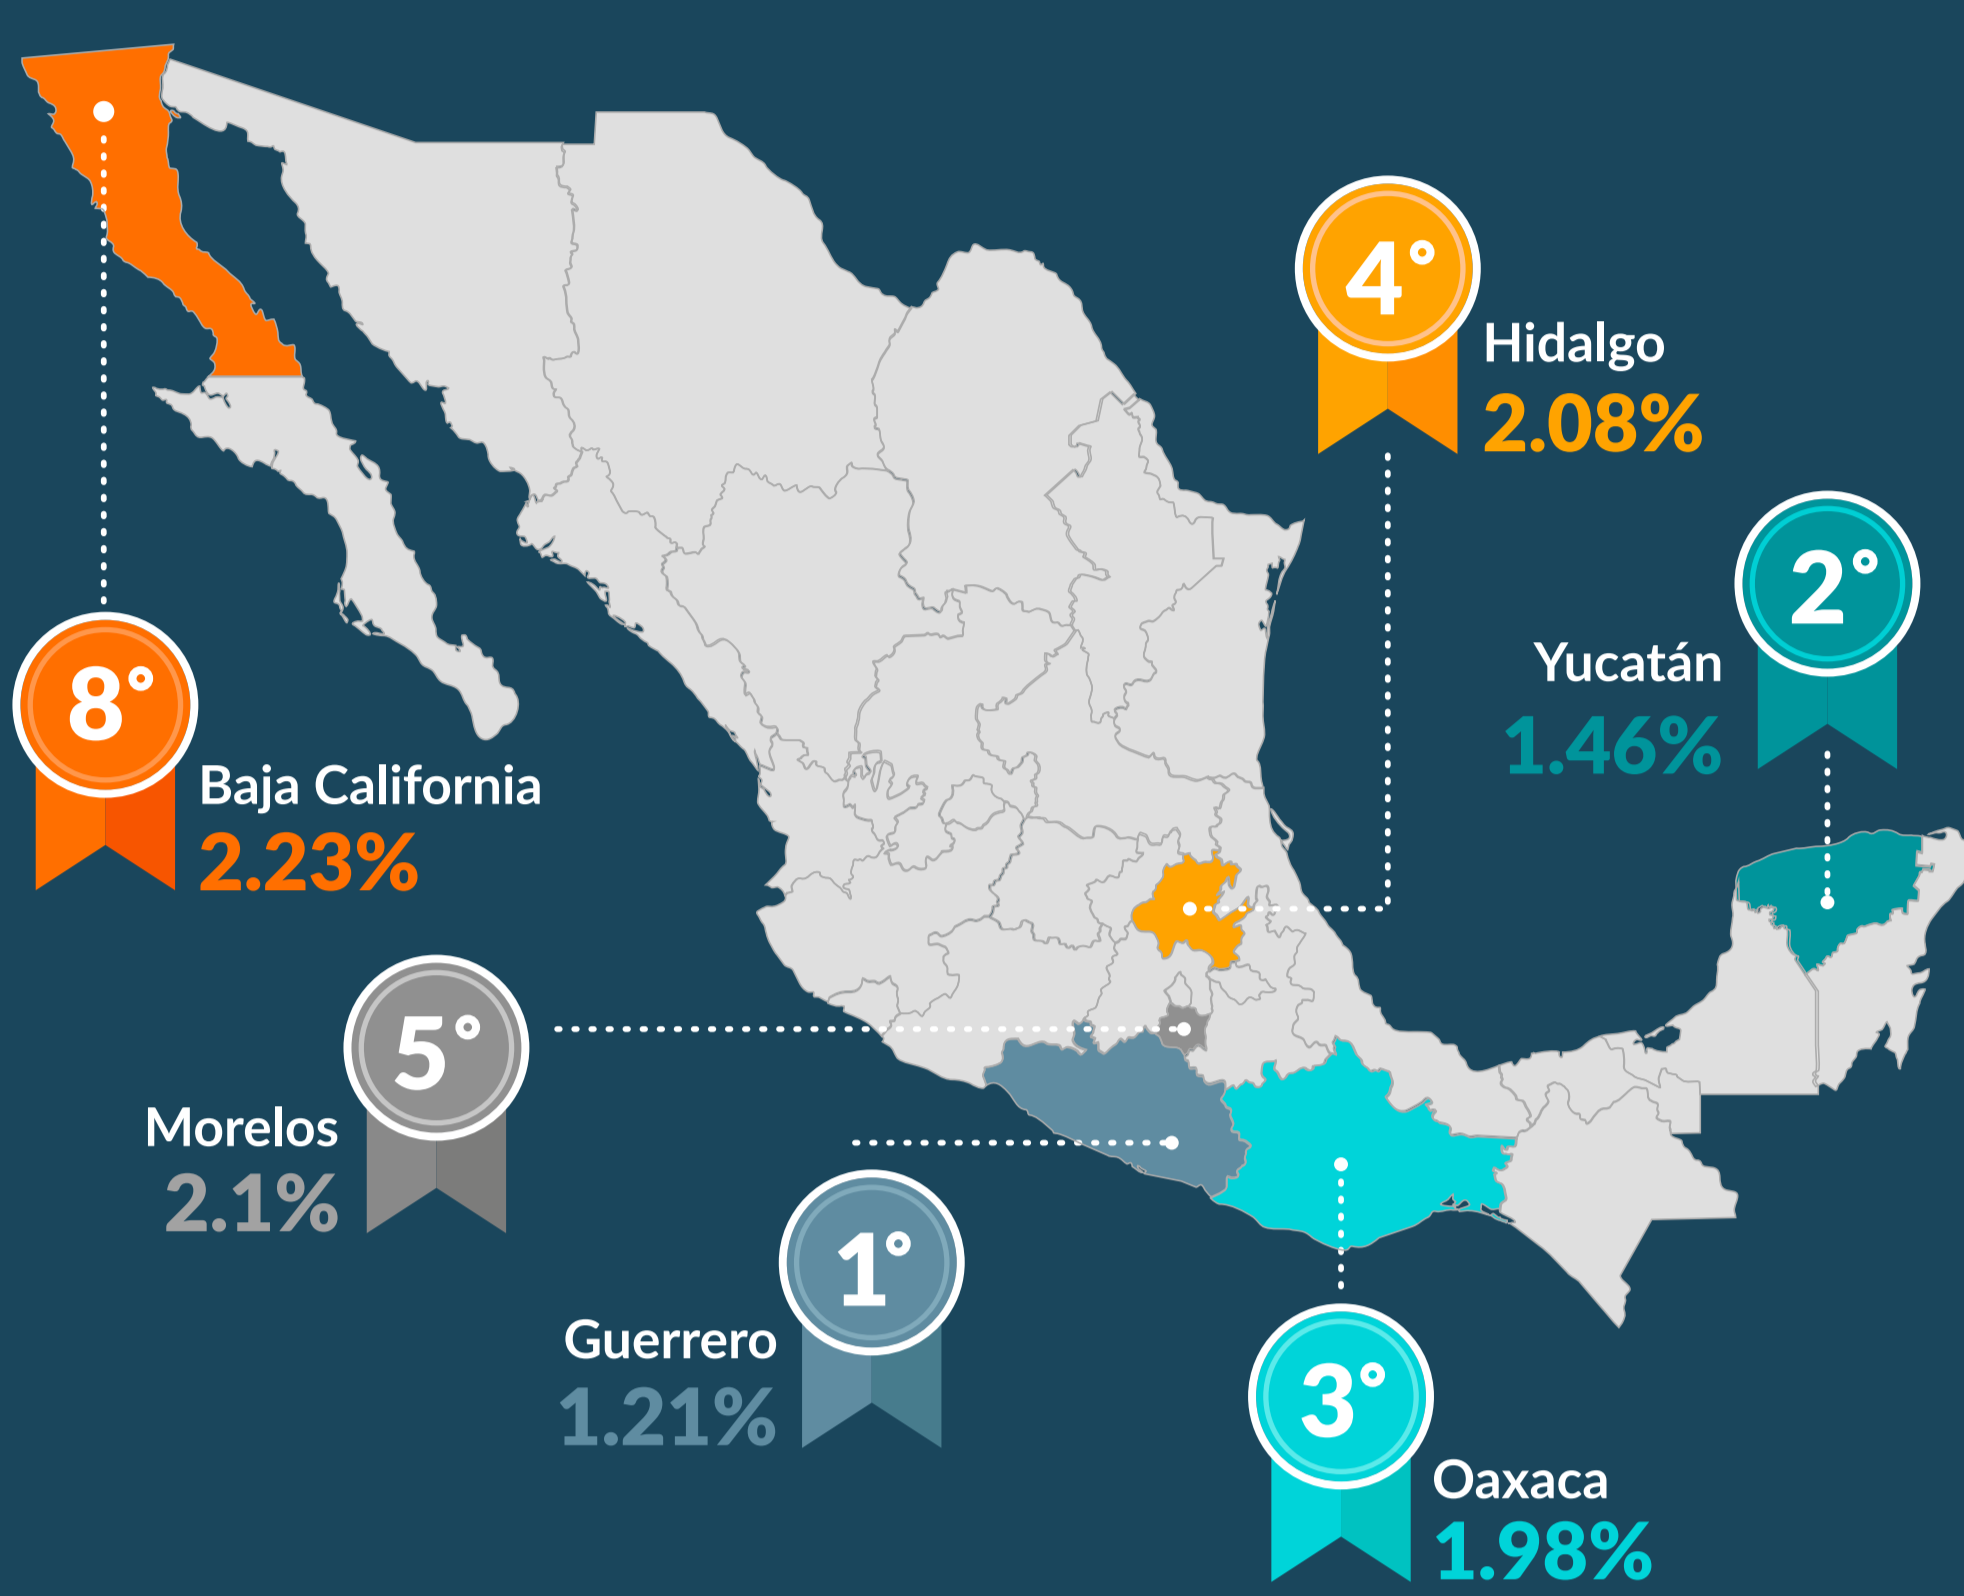 4°
Hidalgo
2.08%
2°
Yucatán
1.46%
8°
Baja California
2.23%
5°
Morelos
2.1%
1°
Guerrero
1.21%
3°
Oaxaca
1.98%